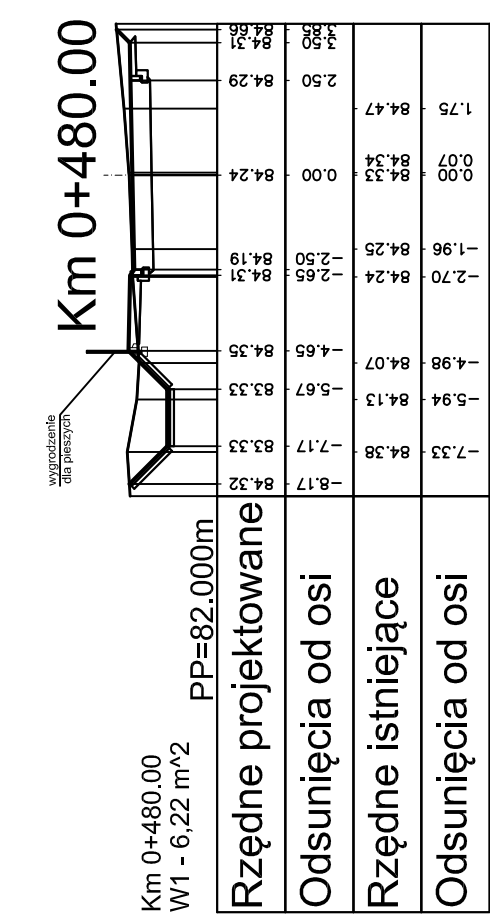 Km 0+480.00
wygrodzenie
dla pieszych
Km 0+480.00
W1 - 6,22 m^2
PP=82.000m
Rzędne projektowane 84.32 83.33 83.33 84.35 84.31 84.19 84.24 84.29 84.31 84.66
Odsunięcia od osi -8.17 -7.17 -5.67 -4.65 -2.65 -2.50 0.00 2.50 3.50 3.85
Rzędne istniejące 84.38 84.13 84.07 84.24 84.25 84.33 84.34 84.47
Odsunięcia od osi -7.33 -5.94 -4.98 -2.70 -1.96 0.00 0.07 1.75